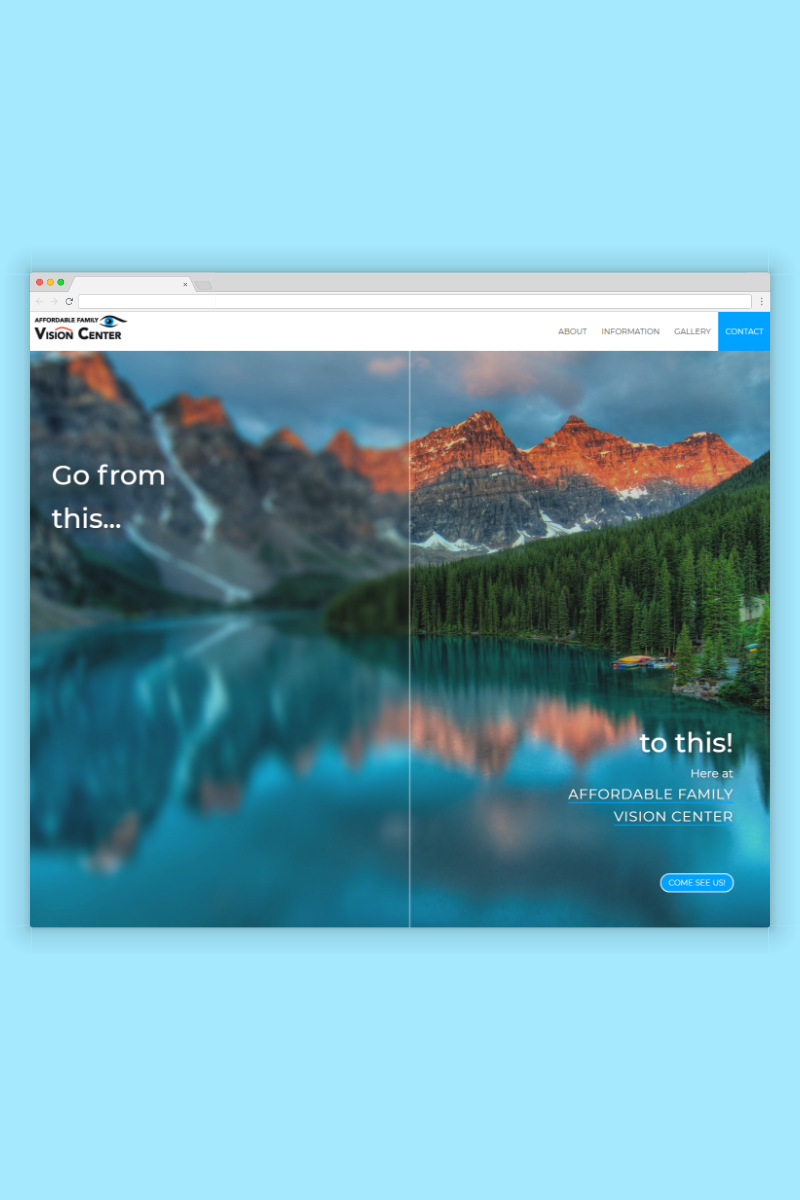 AFFORDABLE FAMILY
VISION CENTER
ABOUT INFORMATION GALLERY CONTACT
Go from
this...
to this!
Here at
AFFORDABLE FAMILY
VISION CENTER
COME SEE US!